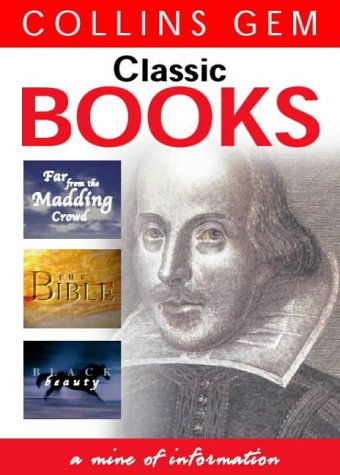 COLLINS GEM
Classic
BOOKS
Far
from the
Madding
Crowd
THE
BIBLE
BLACK
beauty
a mine of information